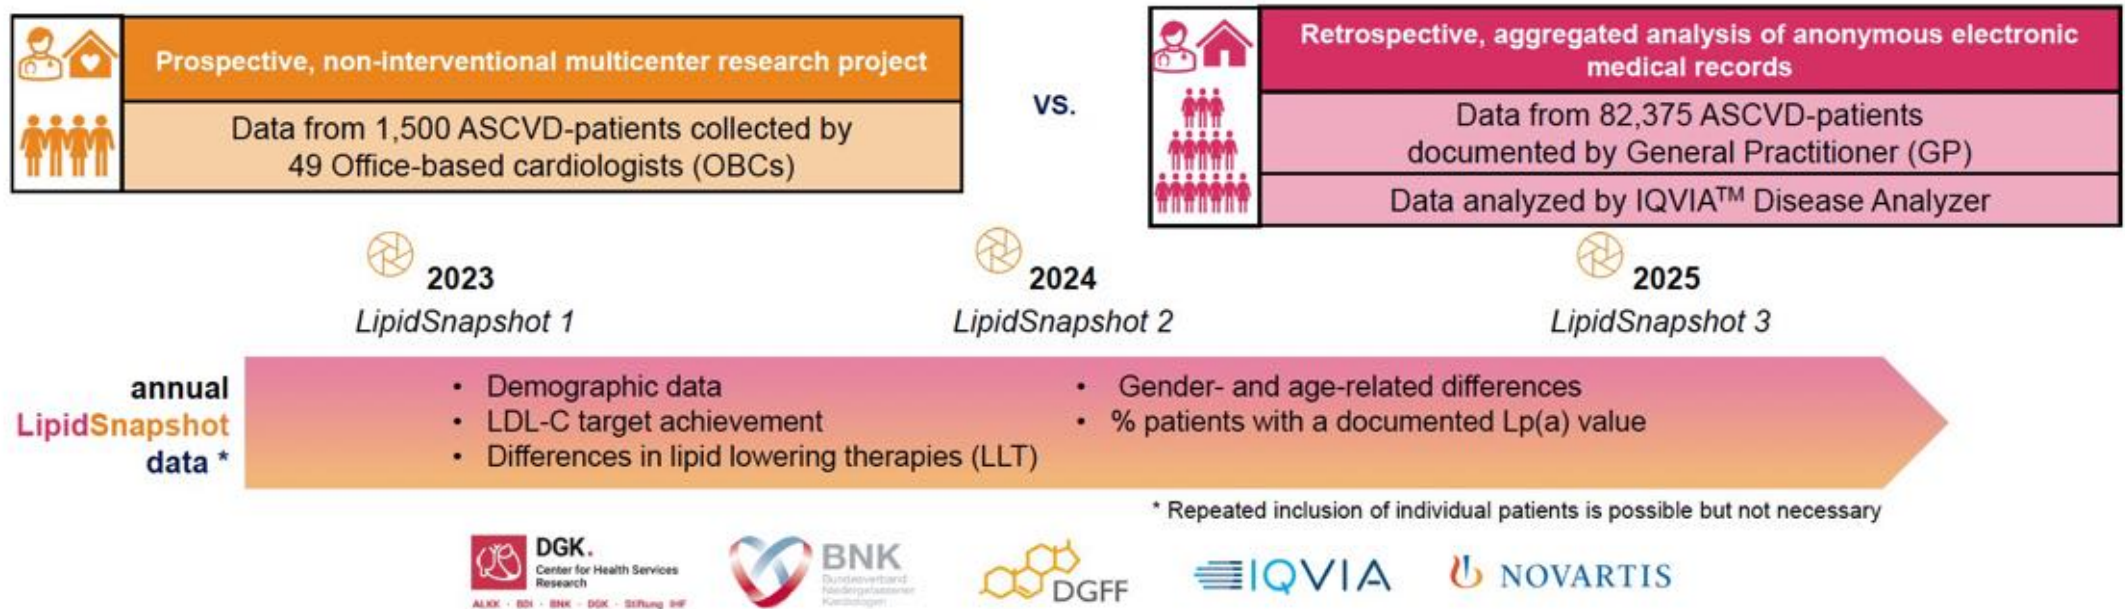 Prospective, non-interventional multicenter research project
Data from 1,500 ASCVD-patients collected by
49 Office-based cardiologists (OBCs)
vs.
Retrospective, aggregated analysis of anonymous electronic
medical records
Data from 82,375 ASCVD-patients
documented by General Practitioner (GP)
Data analyzed by IQVIA™ Disease Analyzer
2023
LipidSnapshot 1
2024
LipidSnapshot 2
2025
LipidSnapshot 3
annual
LipidSnapshot
data *
• Demographic data
• LDL-C target achievement
• Differences in lipid lowering therapies (LLT)
• Gender- and age-related differences
• % patients with a documented Lp(a) value
* Repeated inclusion of individual patients is possible but not necessary
DGK.
Center for Health Services
Research
ALKK · BDI · BNK · DGK · Stiftung IHF
BNK
Bundesverband
Niedergelassener
Kardiologen
DGFF
IQVIA
NOVARTIS